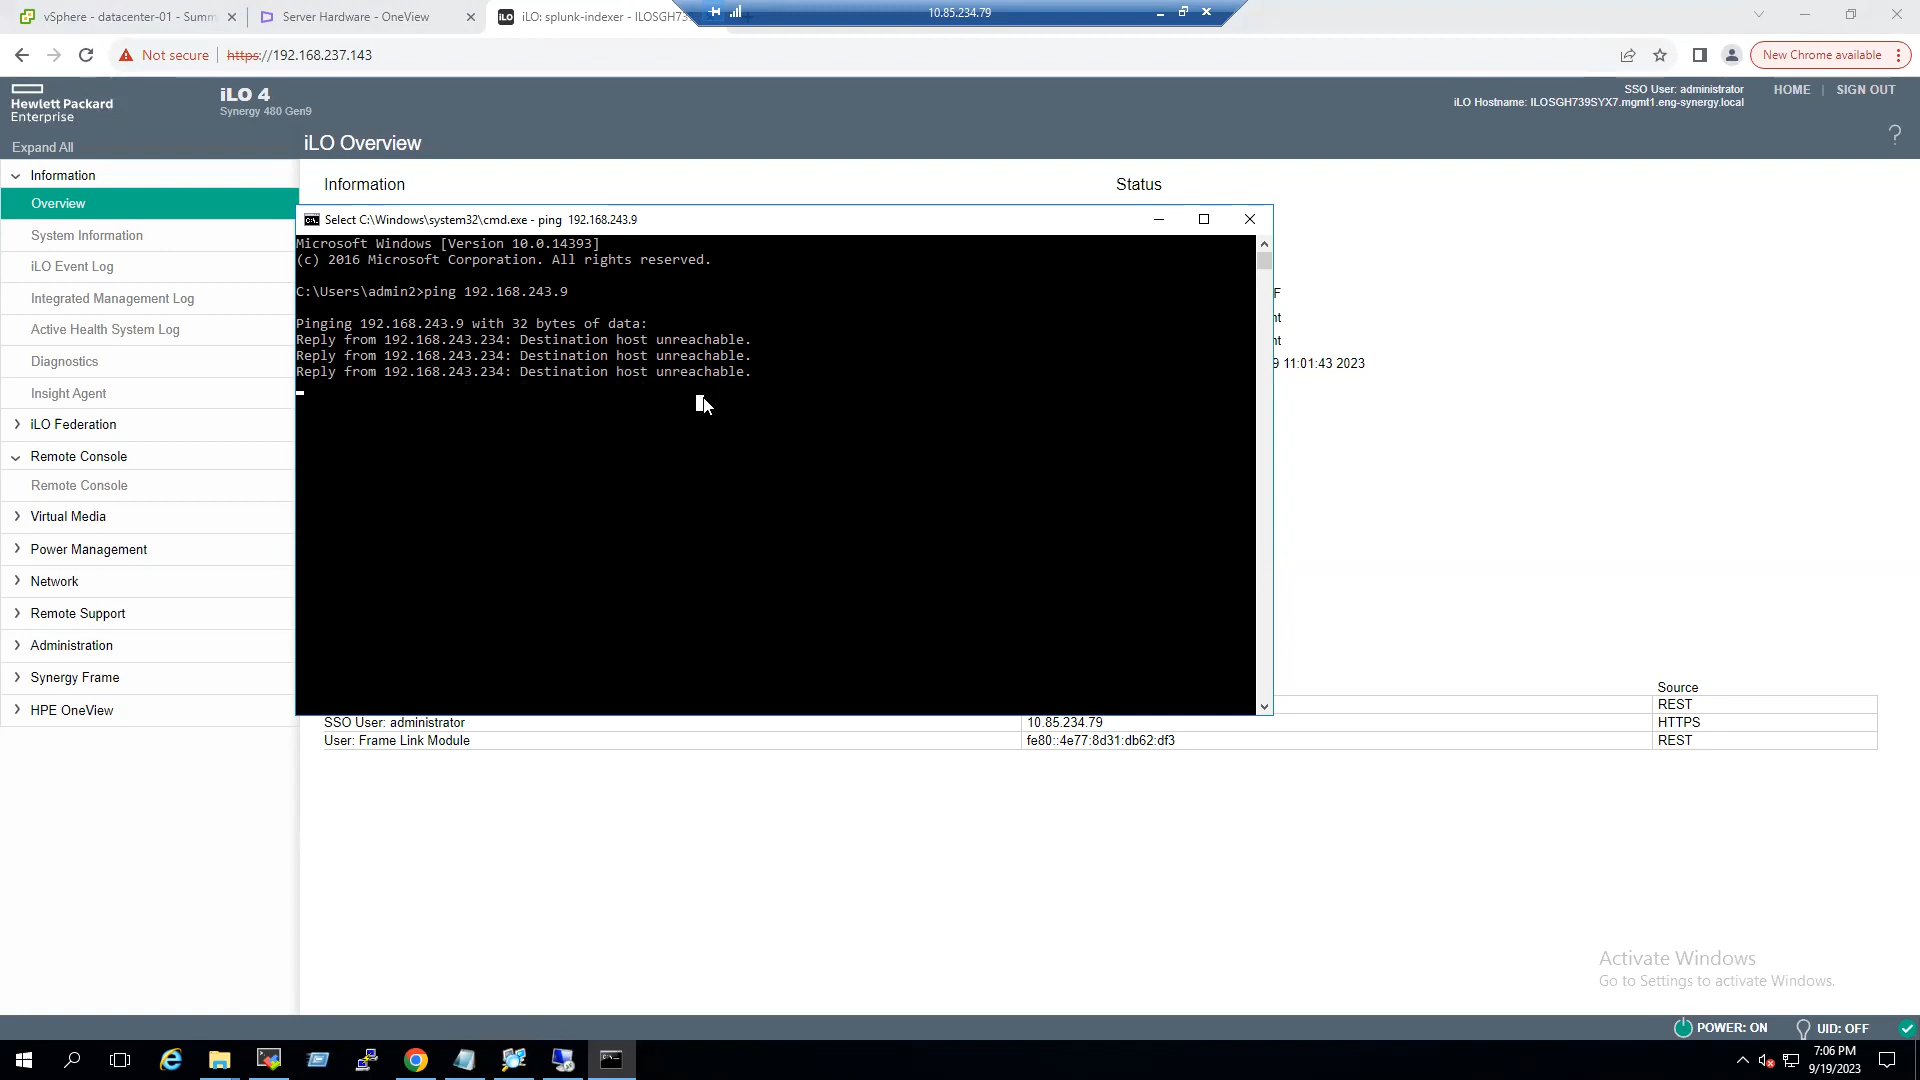 vSphere - datacenter-01 - Summ
Server Hardware - OneView
iLO: splunk-indexer - ILOSGH73
10.85.234.79
Not secure
https://192.168.237.143
New Chrome available
Hewlett Packard
Enterprise
iLO 4
Synergy 480 Gen9
SSO User: administrator
iLO Hostname: ILOSGH739SYX7.mgmt1.eng-synergy.local
HOME
SIGN OUT
Expand All
iLO Overview
?
Information
Overview
System Information
iLO Event Log
Integrated Management Log
Active Health System Log
Diagnostics
Insight Agent
iLO Federation
Remote Console
Remote Console
Virtual Media
Power Management
Network
Remote Support
Administration
Synergy Frame
HPE OneView
Information
Status
Select C:\Windows\system32\cmd.exe - ping 192.168.243.9
Microsoft Windows [Version 10.0.14393]
(c) 2016 Microsoft Corporation. All rights reserved.
C:\Users\admin2>ping 192.168.243.9
Pinging 192.168.243.9 with 32 bytes of data:
Reply from 192.168.243.234: Destination host unreachable.
Reply from 192.168.243.234: Destination host unreachable.
Reply from 192.168.243.234: Destination host unreachable.
F
nt
nt
9 11:01:43 2023
Source
REST
SSO User: administrator
10.85.234.79
HTTPS
User: Frame Link Module
fe80::4e77:8d31:db62:df3
REST
Activate Windows
Go to Settings to activate Windows.
POWER: ON
UID: OFF
7:06 PM
9/19/2023